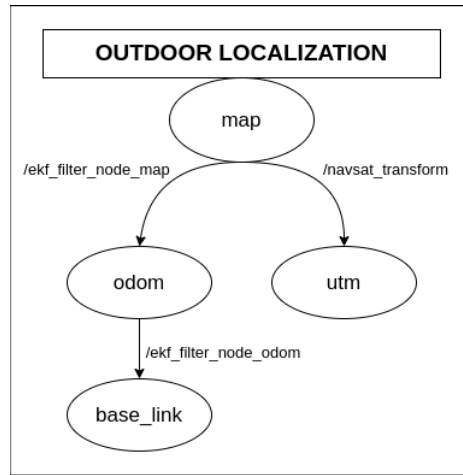 OUTDOOR LOCALIZATION
map
/ekf_filter_node_map
/navsat_transform
odom
utm
/ekf_filter_node_odom
base_link